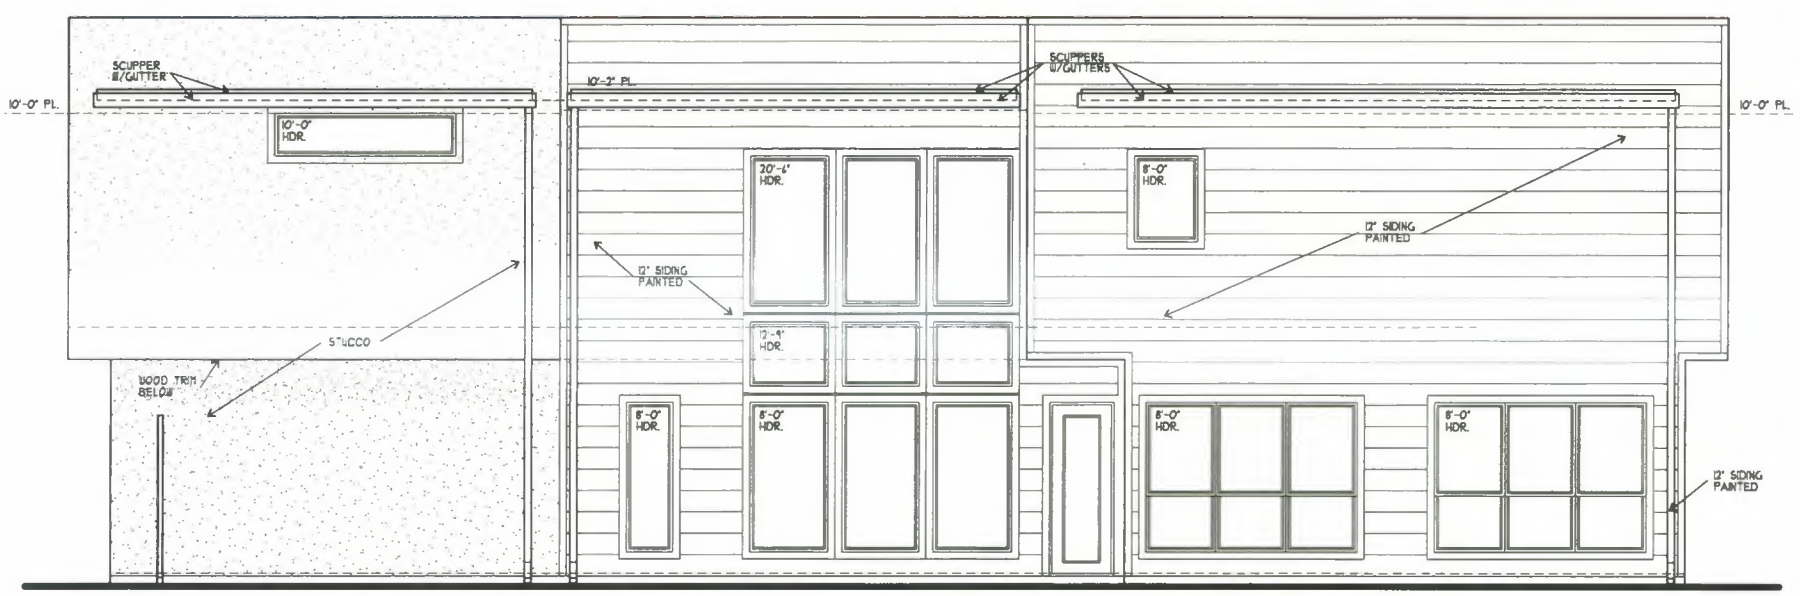 SCUPPER
W/GUTTER
10'-2" PL.
SCUPPERS
W/GUTTERS
10'-0" PL.
10'-0" PL.
10'-0"
HDR.
20'-6"
HDR.
8'-0"
HDR.
12" SIDING
PAINTED
12" SIDING
PAINTED
STUCCO
12'-9"
HDR.
WOOD TRIM
BELOW
8'-0"
HDR.
8'-0"
HDR.
8'-0"
HDR.
8'-0"
HDR.
12" SIDING
PAINTED